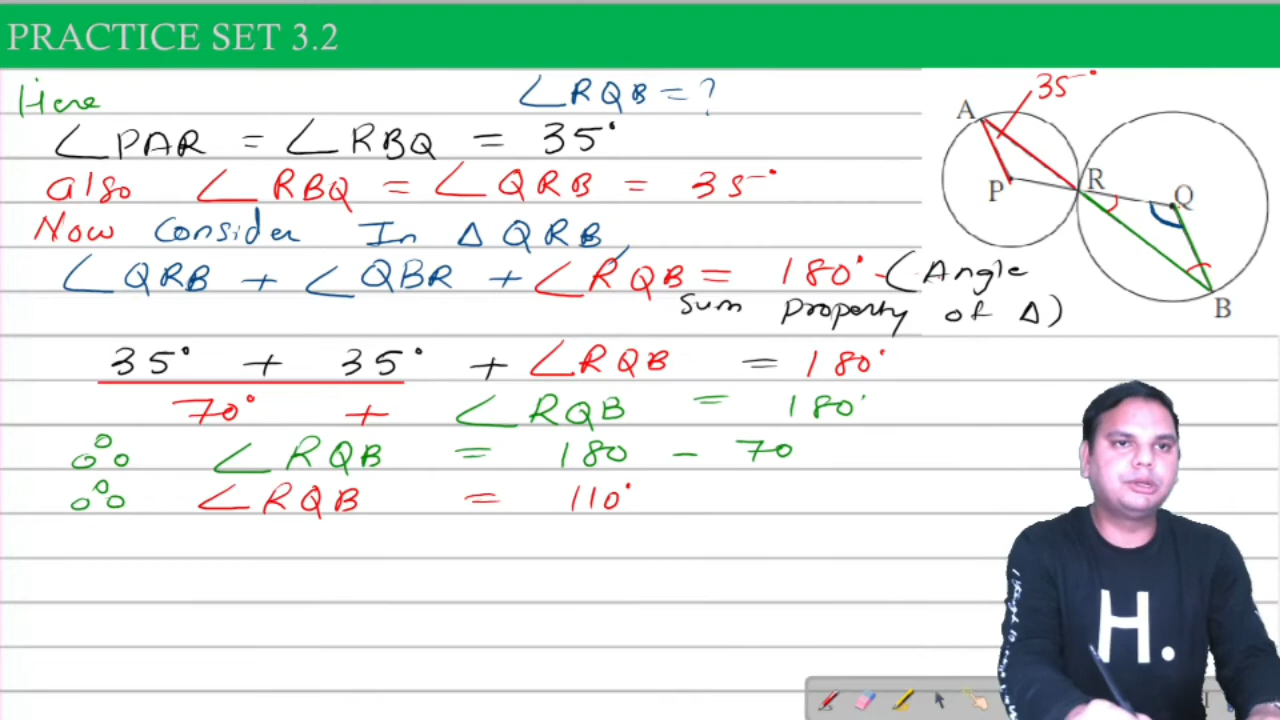 PRACTICE SET 3.2
Here ∠RQB = ?
∠PAR = ∠RBQ = 35°
also ∠RBQ = ∠QRB = 35°
Now Consider In Δ QRB,
∠QRB + ∠QBR + ∠RQB = 180° - (Angle
Sum property of Δ)
35° + 35° + ∠RQB = 180°
70° + ∠RQB = 180°
∴ ∠RQB = 180 - 70
∴ ∠RQB = 110°
35°
A
P
R
Q
B
H.